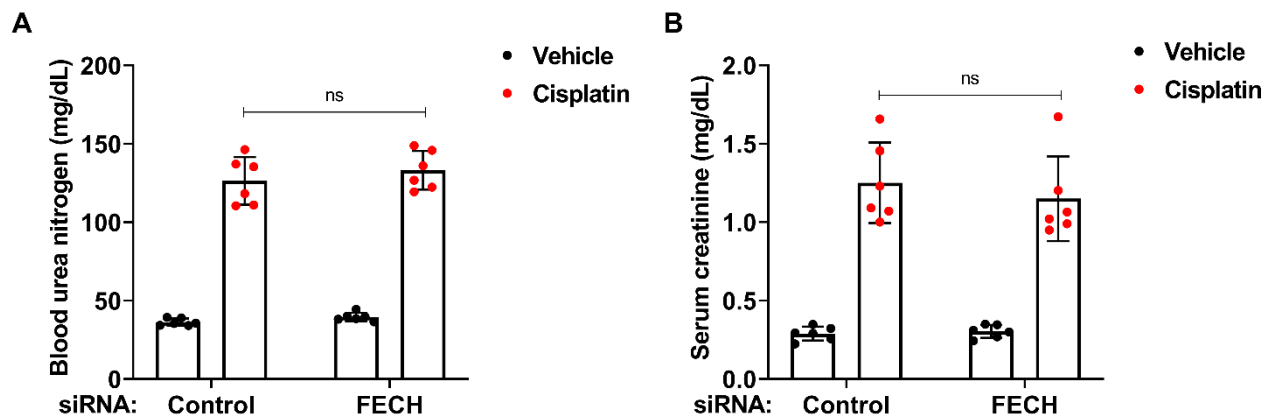 A
Blood urea nitrogen (mg/dL)
200
150
100
50
0
ns
Vehicle
Cisplatin
siRNA: Control FECH
B
Serum creatinine (mg/dL)
2.0
1.5
1.0
0.5
0.0
ns
Vehicle
Cisplatin
siRNA: Control FECH